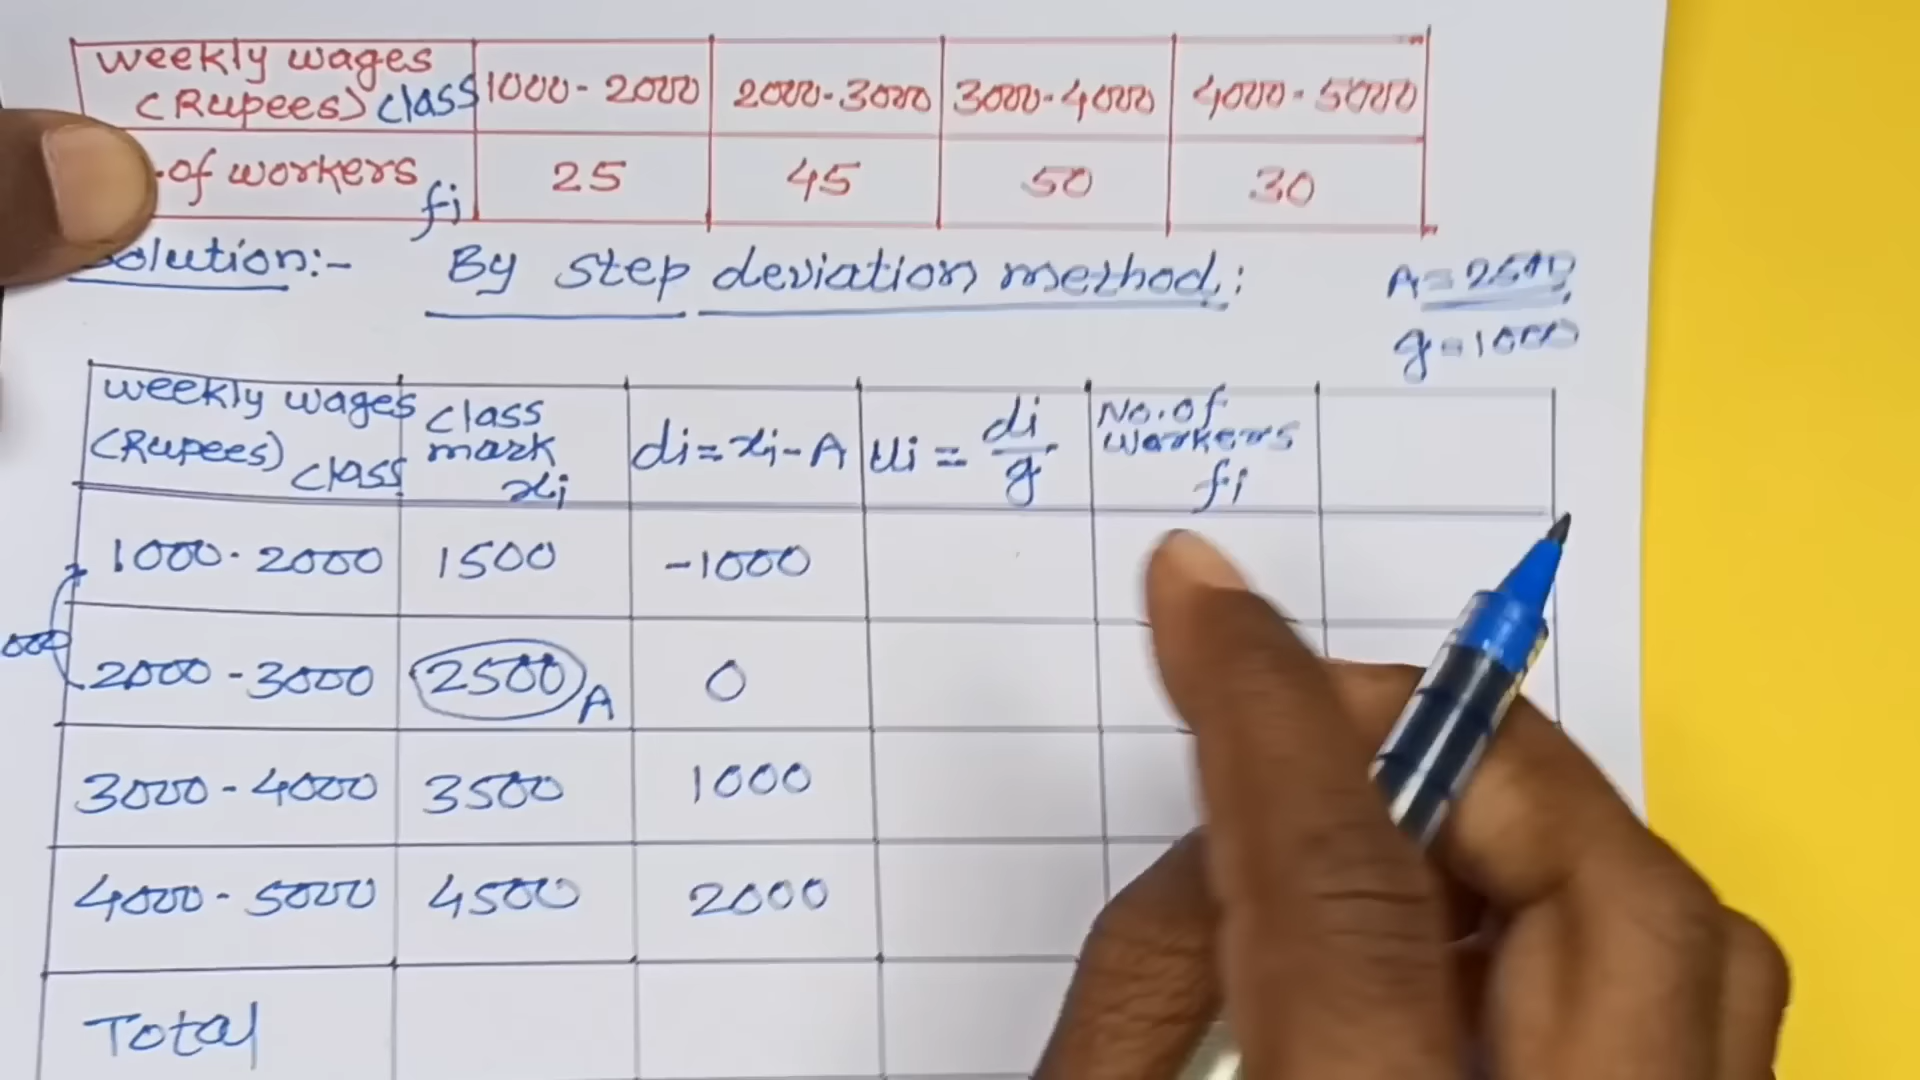 weekly wages (Rupees) class 1000 - 2000 2000 - 3000 3000 - 4000 4000 - 5000
. of workers fi 25 45 50 30
Solution:- By step deviation method:
A = 2500
g = 1000
weekly wages (Rupees) class class mark xi di = xi - A ui = di/g No. of workers fi
1000 - 2000 1500 -1000
2000 - 3000 2500 A 0
3000 - 4000 3500 1000
4000 - 5000 4500 2000
Total